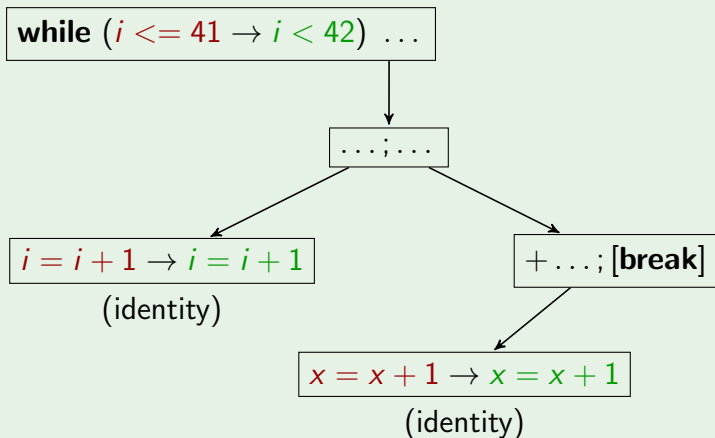 while (i <= 41 → i < 42) ...
...; ...
i = i + 1 → i = i + 1
+ ...; [break]
(identity)
x = x + 1 → x = x + 1
(identity)